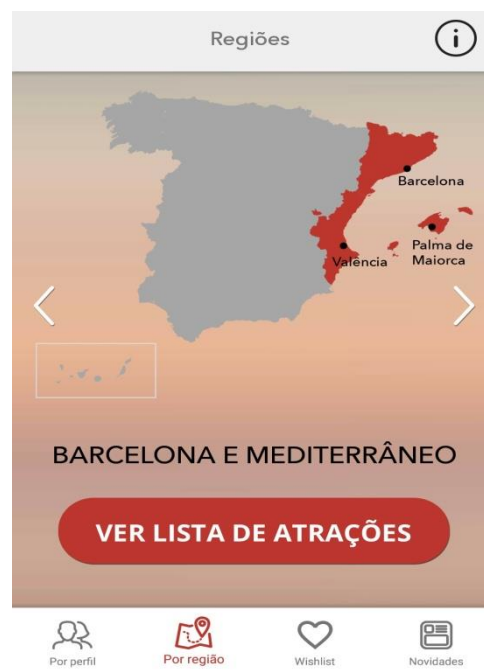 Regiões
Barcelona
Palma de
Maiorca
Valência
BARCELONA E MEDITERRÂNEO
VER LISTA DE ATRAÇÕES
Por perfil
Por região
Wishlist
Novidades